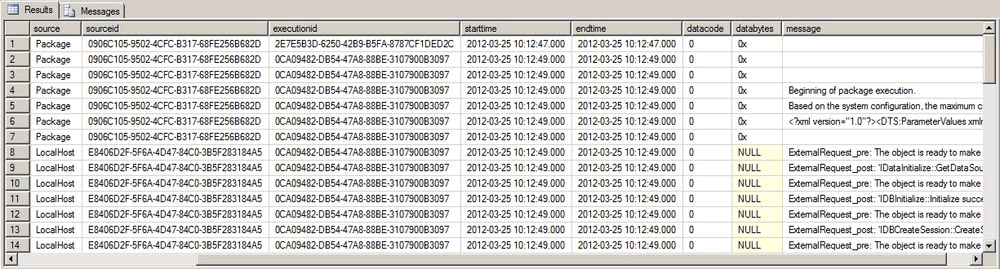 Results Messages
source sourceid executionid starttime endtime datacode databytes message
1 Package 0906C105-9502-4CFC-B317-68FE256B682D 2E7E5B3D-6250-42B9-B5FA-8787CF1DED2C 2012-03-25 10:12:47.000 2012-03-25 10:12:47.000 0 0x
2 Package 0906C105-9502-4CFC-B317-68FE256B682D 0CA09482-DB54-47A8-88BE-3107900B3097 2012-03-25 10:12:49.000 2012-03-25 10:12:49.000 0 0x
3 Package 0906C105-9502-4CFC-B317-68FE256B682D 0CA09482-DB54-47A8-88BE-3107900B3097 2012-03-25 10:12:49.000 2012-03-25 10:12:49.000 0 0x
4 Package 0906C105-9502-4CFC-B317-68FE256B682D 0CA09482-DB54-47A8-88BE-3107900B3097 2012-03-25 10:12:49.000 2012-03-25 10:12:49.000 0 0x Beginning of package execution.
5 Package 0906C105-9502-4CFC-B317-68FE256B682D 0CA09482-DB54-47A8-88BE-3107900B3097 2012-03-25 10:12:49.000 2012-03-25 10:12:49.000 0 0x Based on the system configuration, the maximum c
6 Package 0906C105-9502-4CFC-B317-68FE256B682D 0CA09482-DB54-47A8-88BE-3107900B3097 2012-03-25 10:12:49.000 2012-03-25 10:12:49.000 0 0x <?xml version="1.0"?><DTS:ParameterValues xmln
7 Package 0906C105-9502-4CFC-B317-68FE256B682D 0CA09482-DB54-47A8-88BE-3107900B3097 2012-03-25 10:12:49.000 2012-03-25 10:12:49.000 0 0x
8 LocalHost E8406D2F-5F6A-4D47-84C0-3B5F283184A5 0CA09482-DB54-47A8-88BE-3107900B3097 2012-03-25 10:12:49.000 2012-03-25 10:12:49.000 0 NULL ExternalRequest_pre: The object is ready to make
9 LocalHost E8406D2F-5F6A-4D47-84C0-3B5F283184A5 0CA09482-DB54-47A8-88BE-3107900B3097 2012-03-25 10:12:49.000 2012-03-25 10:12:49.000 0 NULL ExternalRequest_post: 'IDataInitialize::GetDataSou
10 LocalHost E8406D2F-5F6A-4D47-84C0-3B5F283184A5 0CA09482-DB54-47A8-88BE-3107900B3097 2012-03-25 10:12:49.000 2012-03-25 10:12:49.000 0 NULL ExternalRequest_pre: The object is ready to make
11 LocalHost E8406D2F-5F6A-4D47-84C0-3B5F283184A5 0CA09482-DB54-47A8-88BE-3107900B3097 2012-03-25 10:12:49.000 2012-03-25 10:12:49.000 0 NULL ExternalRequest_post: 'IDBInitialize::Initialize succe
12 LocalHost E8406D2F-5F6A-4D47-84C0-3B5F283184A5 0CA09482-DB54-47A8-88BE-3107900B3097 2012-03-25 10:12:49.000 2012-03-25 10:12:49.000 0 NULL ExternalRequest_pre: The object is ready to make
13 LocalHost E8406D2F-5F6A-4D47-84C0-3B5F283184A5 0CA09482-DB54-47A8-88BE-3107900B3097 2012-03-25 10:12:49.000 2012-03-25 10:12:49.000 0 NULL ExternalRequest_post: 'IDBCreateSession::CreateS
14 LocalHost E8406D2F-5F6A-4D47-84C0-3B5F283184A5 0CA09482-DB54-47A8-88BE-3107900B3097 2012-03-25 10:12:49.000 2012-03-25 10:12:49.000 0 NULL ExternalRequest_pre: The object is ready to make